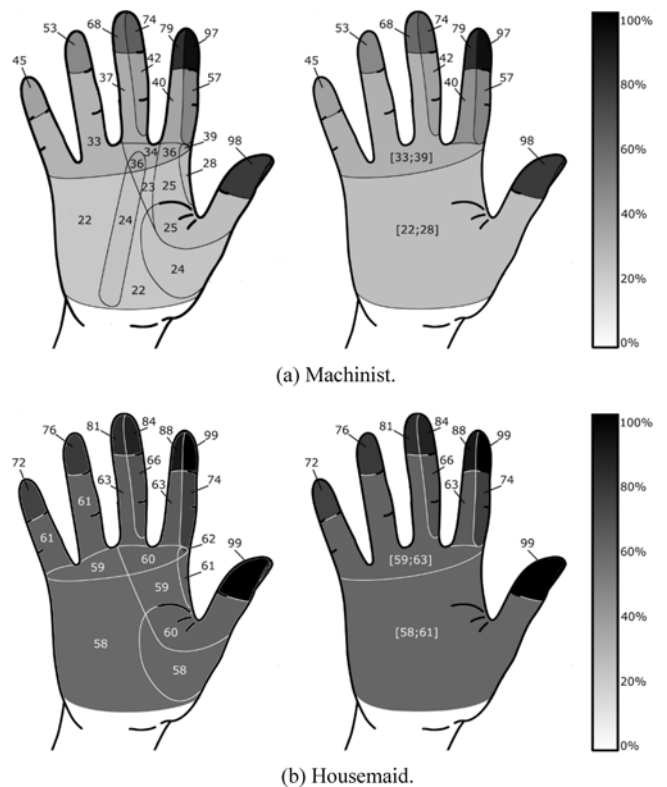 68 74 79 97
53
45
37 42 40 57
33 34 36 39 98
36 28
23 25
22 24 25
24
22
68 74 79 97
53
45
42 40 57
[33;39] 98
[22;28]
100%
80%
60%
40%
20%
0%
(a) Machinist.
81 84 88 99
76
72
63 66 63 74
61
61 59 60 62 99
59 61
58 60
58
81 84 88 99
76
72
66 63 74
[59;63] 99
[58;61]
100%
80%
60%
40%
20%
0%
(b) Housemaid.